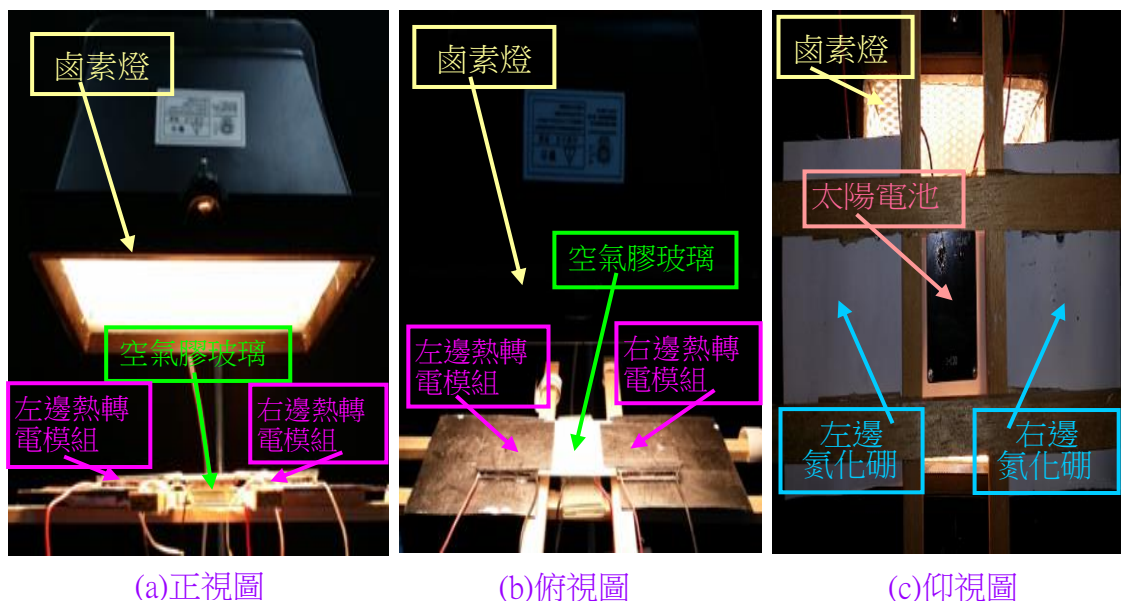 鹵素燈
空氣膠玻璃
左邊熱轉
電模組
右邊熱轉
電模組
(a)正視圖
鹵素燈
空氣膠玻璃
左邊熱轉
電模組
右邊熱轉
電模組
(b)俯視圖
鹵素燈
太陽電池
左邊
氮化硼
右邊
氮化硼
(c)仰視圖